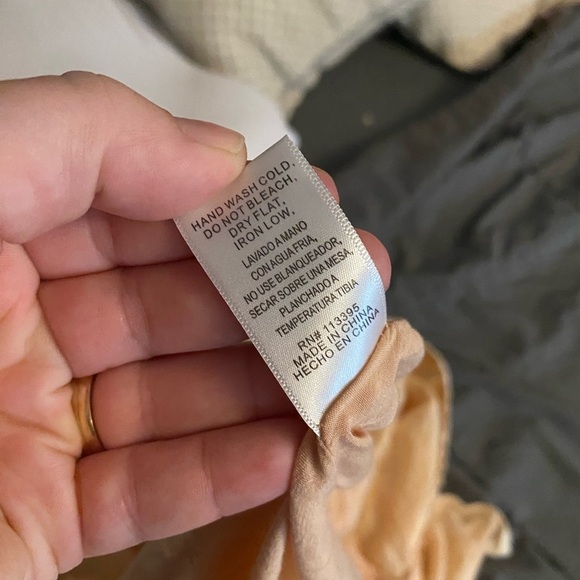 HAND WASH COLD.
DO NOT BLEACH.
DRY FLAT,
IRON LOW.
LAVADO A MANO
CON AGUA FRIA,
NO USE BLANQUEADOR,
SECAR SOBRE UNA MESA,
PLANCHADO A
TEMPERATURA TIBIA
RN# 113395
MADE IN CHINA
HECHO EN CHINA